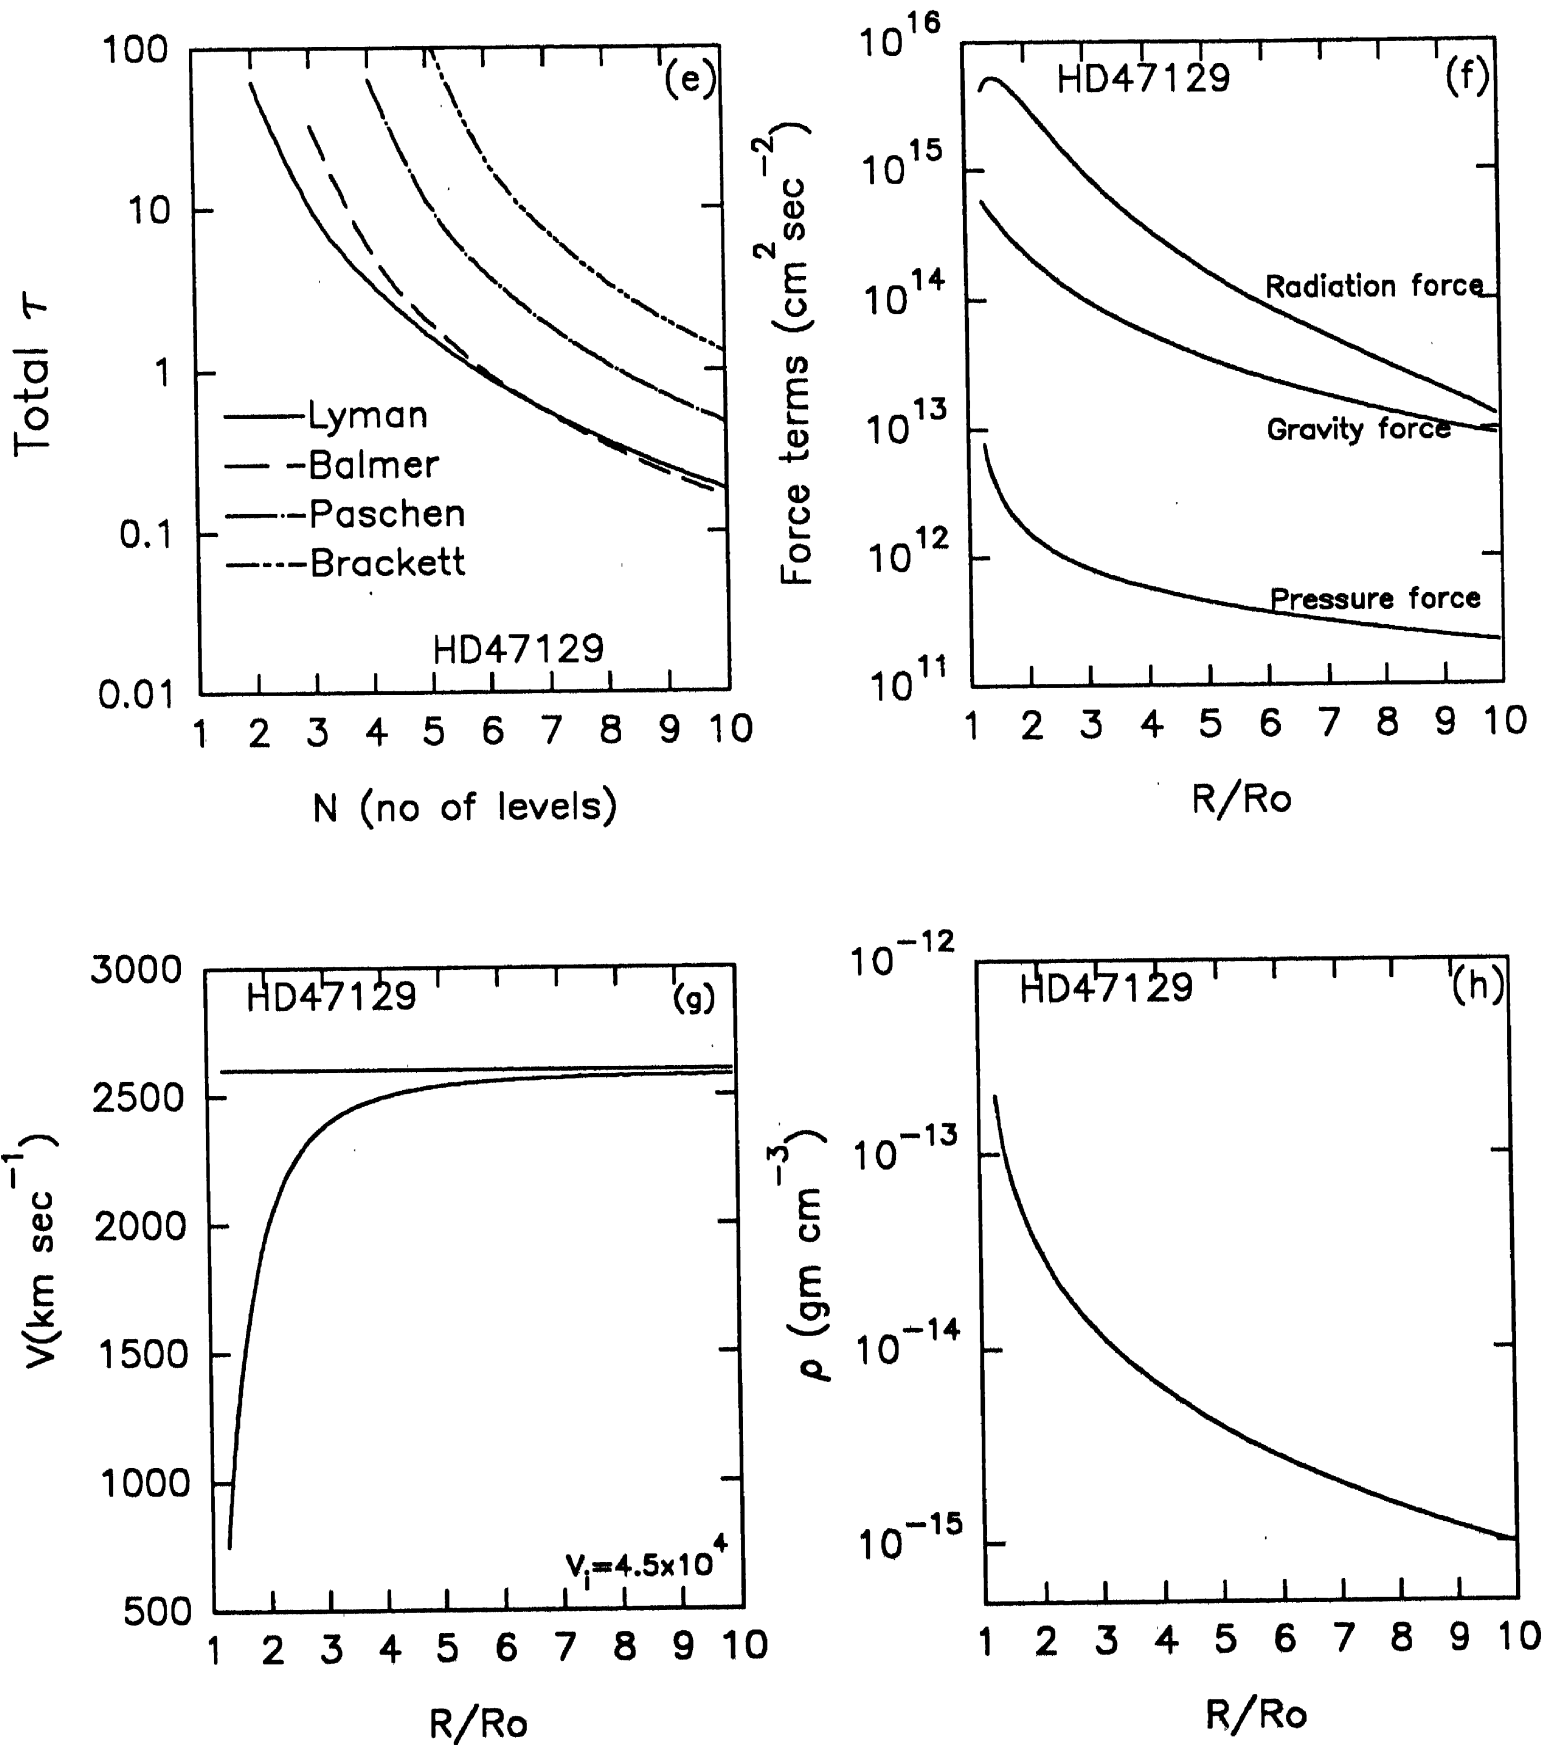 100
10
1
0.1
0.01
Total τ
(e)
Lyman
Balmer
Paschen
Brackett
HD47129
1 2 3 4 5 6 7 8 9 10
N (no of levels)
10^16
10^15
10^14
10^13
10^12
10^11
Force terms (cm^2 sec^−2)
HD47129
(f)
Radiation force
Gravity force
Pressure force
1 2 3 4 5 6 7 8 9 10
R/Ro
3000
2500
2000
1500
1000
500
V(km sec^−1)
HD47129
(g)
V_i=4.5x10^4
1 2 3 4 5 6 7 8 9 10
R/Ro
10^−12
10^−13
10^−14
10^−15
ρ (gm cm^−3)
HD47129
(h)
1 2 3 4 5 6 7 8 9 10
R/Ro